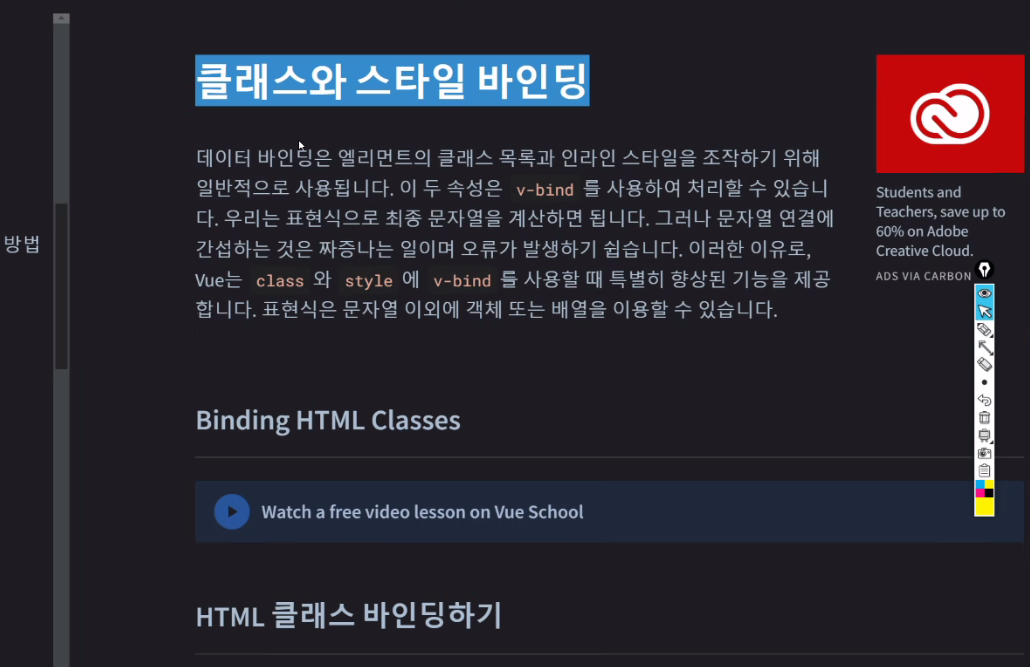 클래스와 스타일 바인딩
데이터 바인딩은 엘리먼트의 클래스 목록과 인라인 스타일을 조작하기 위해
일반적으로 사용됩니다. 이 두 속성은 v-bind 를 사용하여 처리할 수 있습니
다. 우리는 표현식으로 최종 문자열을 계산하면 됩니다. 그러나 문자열 연결에
간섭하는 것은 짜증나는 일이며 오류가 발생하기 쉽습니다. 이러한 이유로,
Vue는 class 와 style 에 v-bind 를 사용할 때 특별히 향상된 기능을 제공
합니다. 표현식은 문자열 이외에 객체 또는 배열을 이용할 수 있습니다.
Students and
Teachers, save up to
60% on Adobe
Creative Cloud.
ADS VIA CARBON
방법
Binding HTML Classes
Watch a free video lesson on Vue School
HTML 클래스 바인딩하기